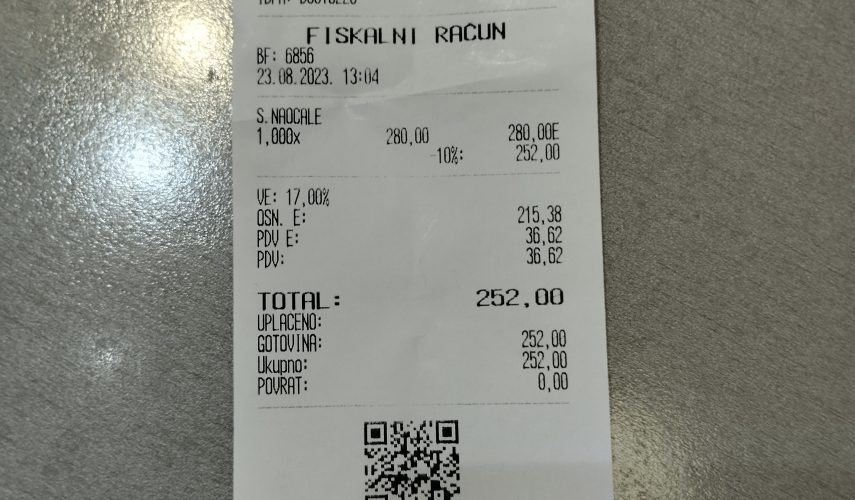 FISKALNI RAČUN
BF: 6856
23.08.2023. 13:04
S.NAOCALE
1,000x 280,00 280,00E
-10%: 252,00
VE: 17,00%
OSN. E: 215,38
PDV E: 36,62
PDV: 36,62
TOTAL: 252,00
UPLAĆENO:
GOTOVINA: 252,00
Ukupno: 252,00
POVRAT: 0,00